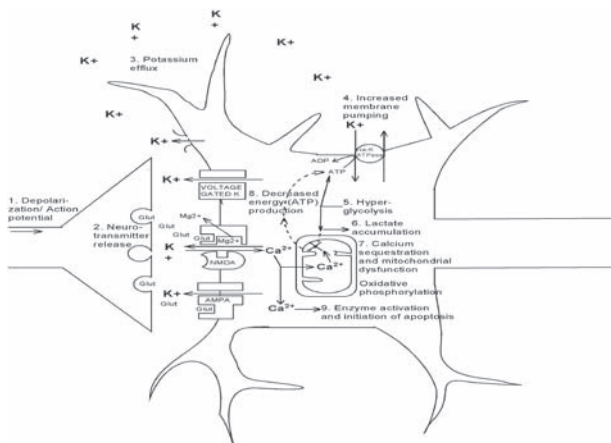 K
+
K
+
K+
K+
3. Potassium
efflux
K+
K+
K+
K+
4. Increased
membrane
pumping
K+
Na-K
ATPase
ADP
ATP
K+
VOLTAGE
GATED K
8. Decreased
energy (ATP)
production
5. Hyper-
glycolysis
1. Depolari-
zation/ Action
potential
2. Neuro-
transmitter
release
Glut
Glut
Glut
Glut
Mg2+
Glut
Mg2+
6. Lactate
accumulation
7. Calcium
sequestration
and mitochondrial
dysfunction
K
+
NMDA
Ca2+
Ca2+
Oxidative
phosphorylation
Glut
Glut
K+
AMPA
Glut
Ca2+
9. Enzyme activation
and initiation of apoptosis